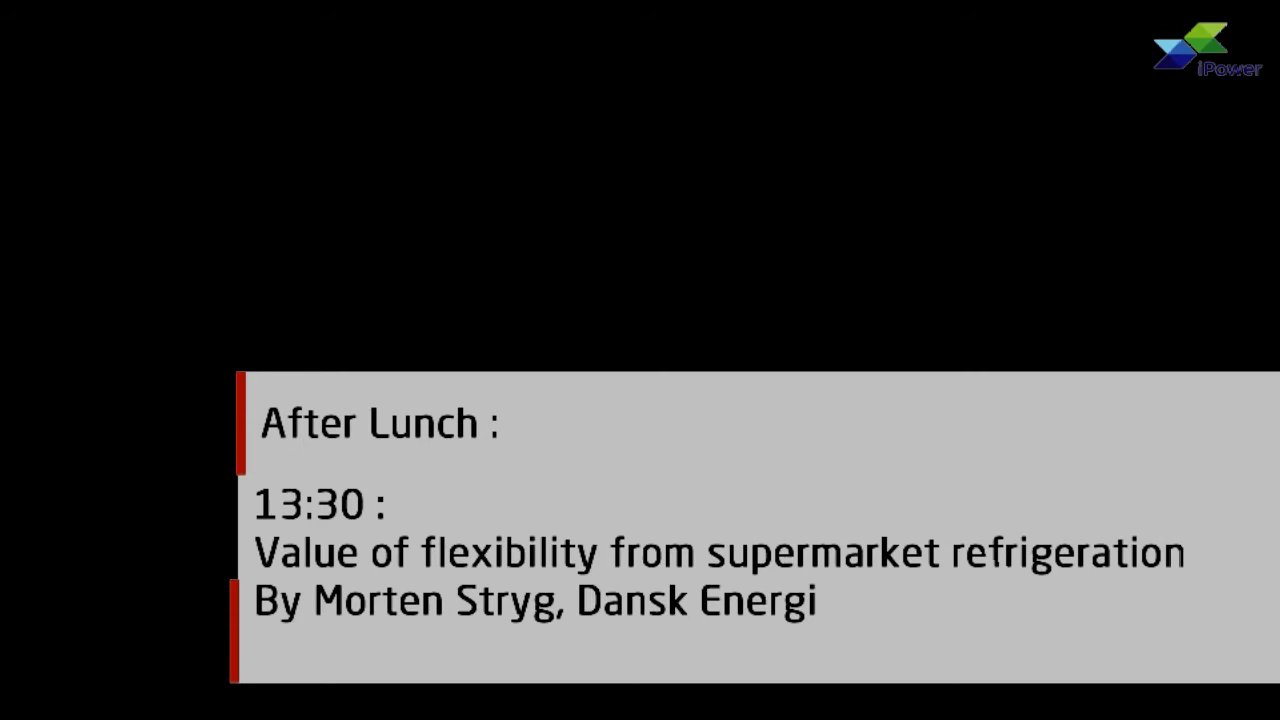 iPower
After Lunch :
13:30 :
Value of flexibility from supermarket refrigeration
By Morten Stryg, Dansk Energi